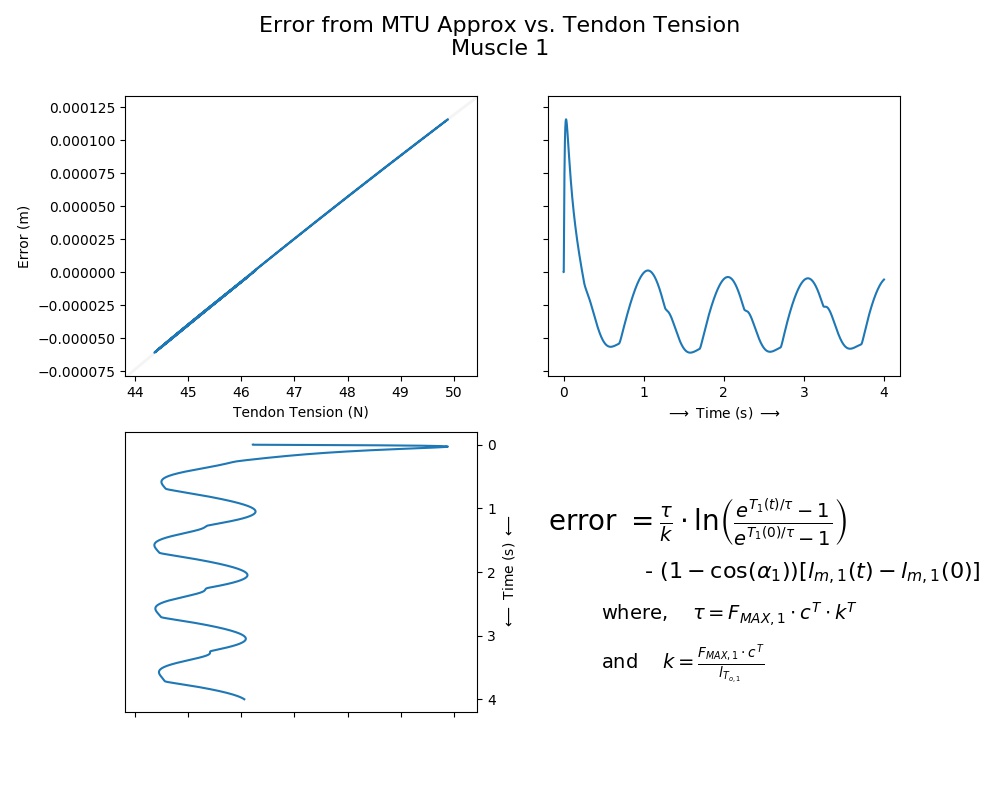 Error from MTU Approx vs. Tendon Tension
Muscle 1
0.000125
0.000100
0.000075
0.000050
0.000025
0.000000
−0.000025
−0.000050
−0.000075
Error (m)
44 45 46 47 48 49 50
Tendon Tension (N)
0 1 2 3 4
⟶ Time (s) ⟶
0
1
2
3
4
⟵ Time (s) ⟵
error = τ/k · ln((e^{T₁(t)/τ} − 1)/(e^{T₁(0)/τ} − 1))
- (1 − cos(α₁))[l_{m,1}(t) − l_{m,1}(0)]
where, τ = F_{MAX,1} · c^T · k^T
and k = F_{MAX,1} · c^T / l_{T_{o,1}}